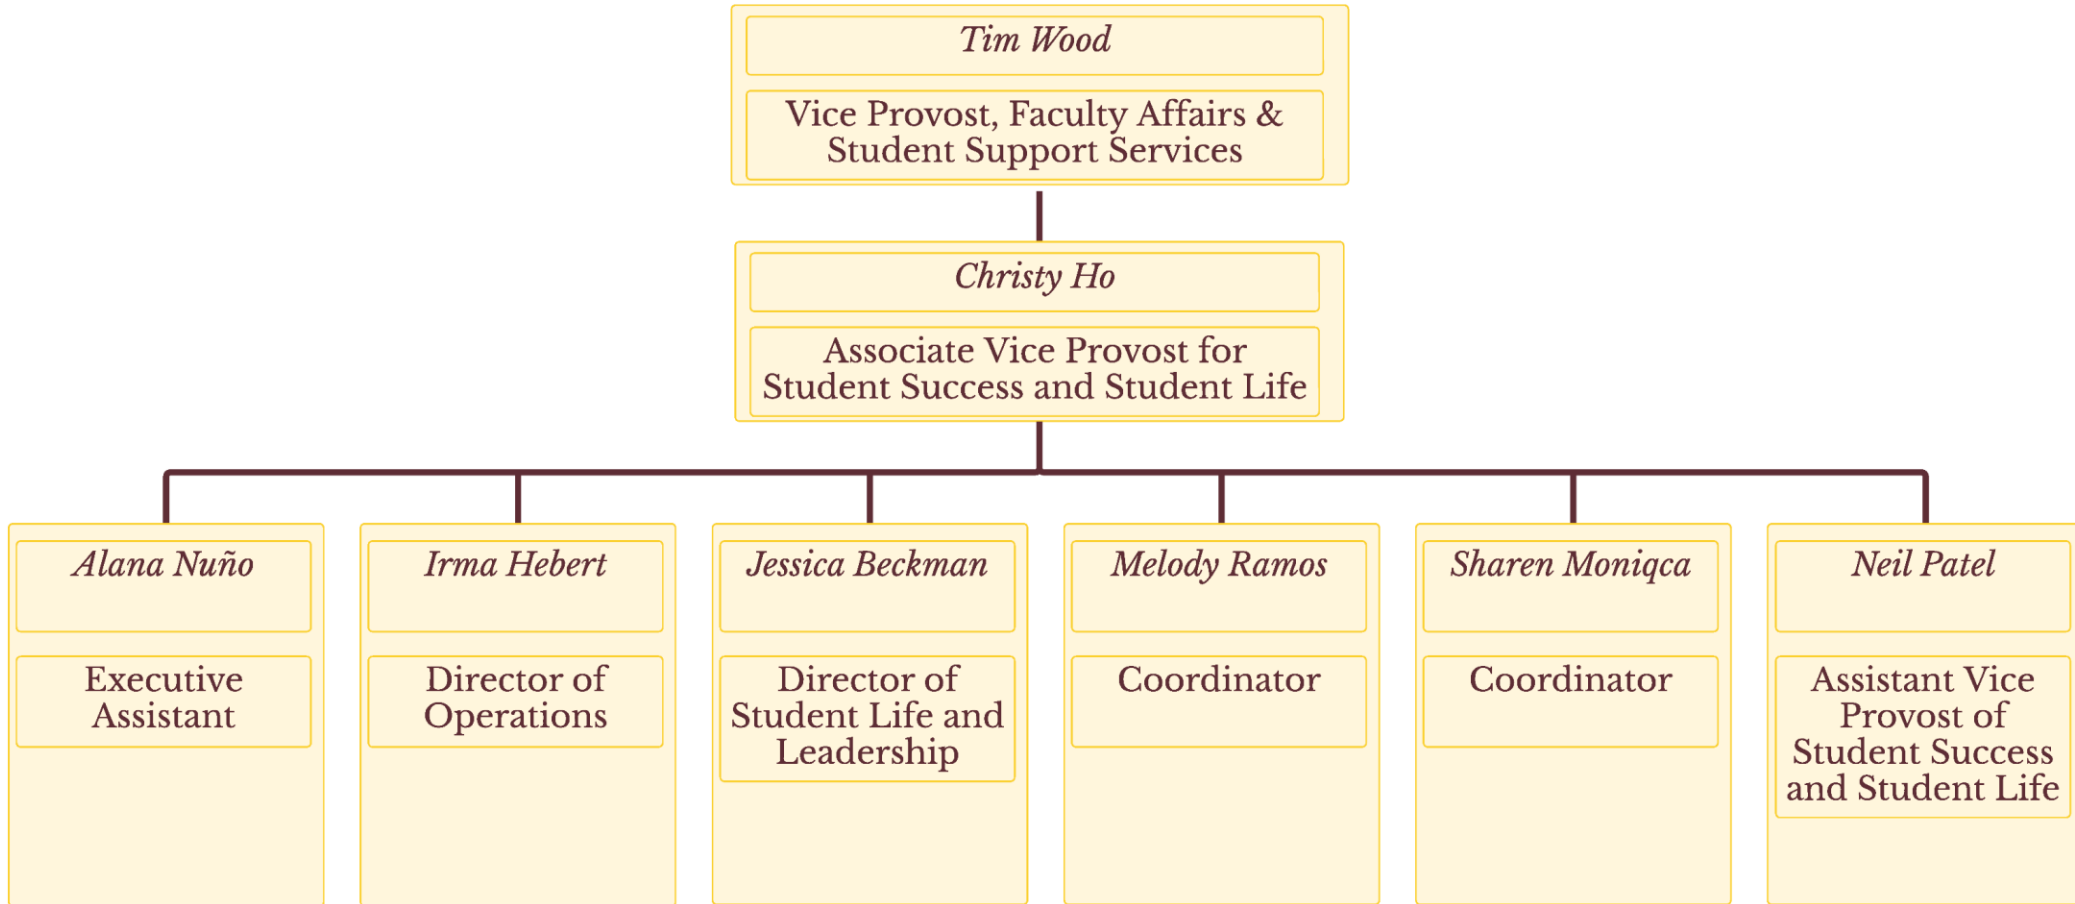 Tim Wood
Vice Provost, Faculty Affairs &
Student Support Services
Christy Ho
Associate Vice Provost for
Student Success and Student Life
Alana Nuño
Executive
Assistant
Irma Hebert
Director of
Operations
Jessica Beckman
Director of
Student Life and
Leadership
Melody Ramos
Coordinator
Sharen Moniqca
Coordinator
Neil Patel
Assistant Vice
Provost of
Student Success
and Student Life